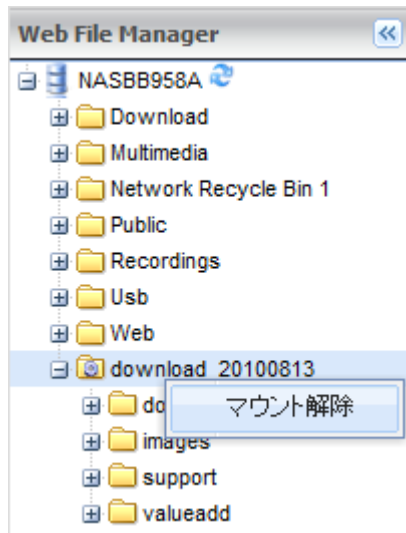 Web File Manager
NASBB958A
Download
Multimedia
Network Recycle Bin 1
Public
Recordings
Usb
Web
download_20100813
do
マウント解除
images
support
valueadd